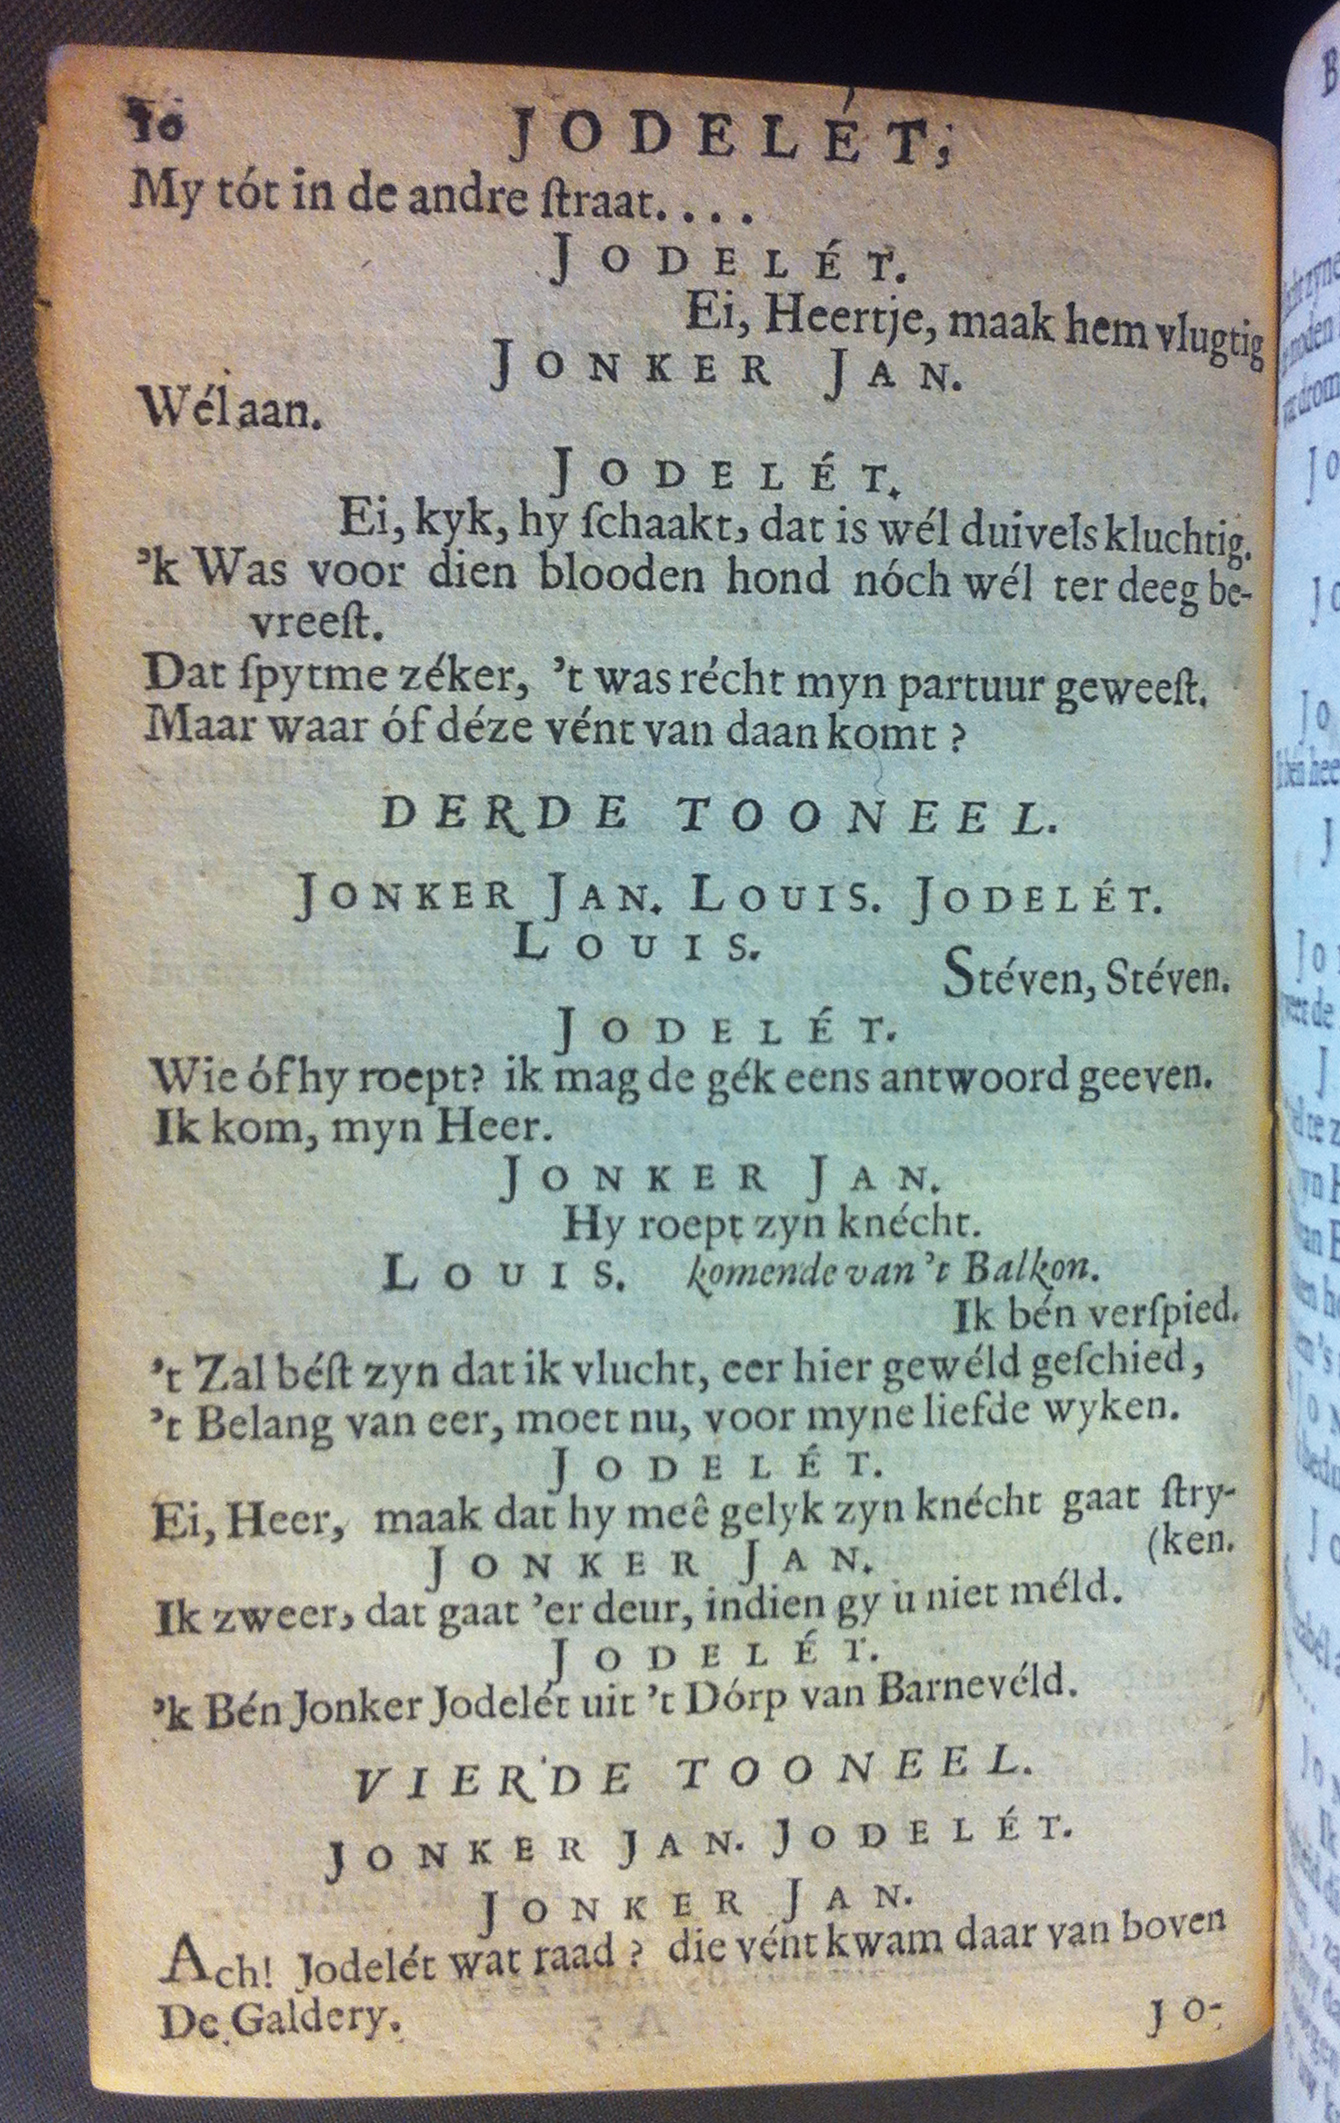 10 JODELÉT;
My tót in de andre ſtraat....
JODELÉT.
Ei, Heertje, maak hem vlugtig
JONKER JAN.
Wél aan.
JODELÉT.
Ei, kyk, hy ſchaakt, dat is wél duivels kluchtig.
'k Was voor dien blooden hond nóch wél ter deeg be-
vreeſt.
Dat ſpytme zéker, 't was récht myn partuur geweeſt.
Maar waar óf déze vént van daan komt?
DERDE TOONEEL.
JONKER JAN. LOUIS. JODELÉT.
LOUIS.
Stéven, Stéven.
JODELÉT.
Wie óf hy roept? ik mag de gék eens antwoord geeven.
Ik kom, myn Heer.
JONKER JAN.
Hy roept zyn knécht.
LOUIS. komende van 't Balkon.
Ik bén verſpied.
't Zal béſt zyn dat ik vlucht, eer hier gewéld geſchied,
't Belang van eer, moet nu, voor myne liefde wyken.
JODELÉT.
Ei, Heer, maak dat hy meê gelyk zyn knécht gaat ſtry-
(ken.
JONKER JAN.
Ik zweer, dat gaat 'er deur, indien gy u niet méld.
JODELÉT.
'k Bén Jonker Jodelét uit 't Dórp van Barnevéld.
VIERDE TOONEEL.
JONKER JAN. JODELÉT.
JONKER JAN.
Ach! Jodelét wat raad? die vént kwam daar van boven
De Galdery.
JO-